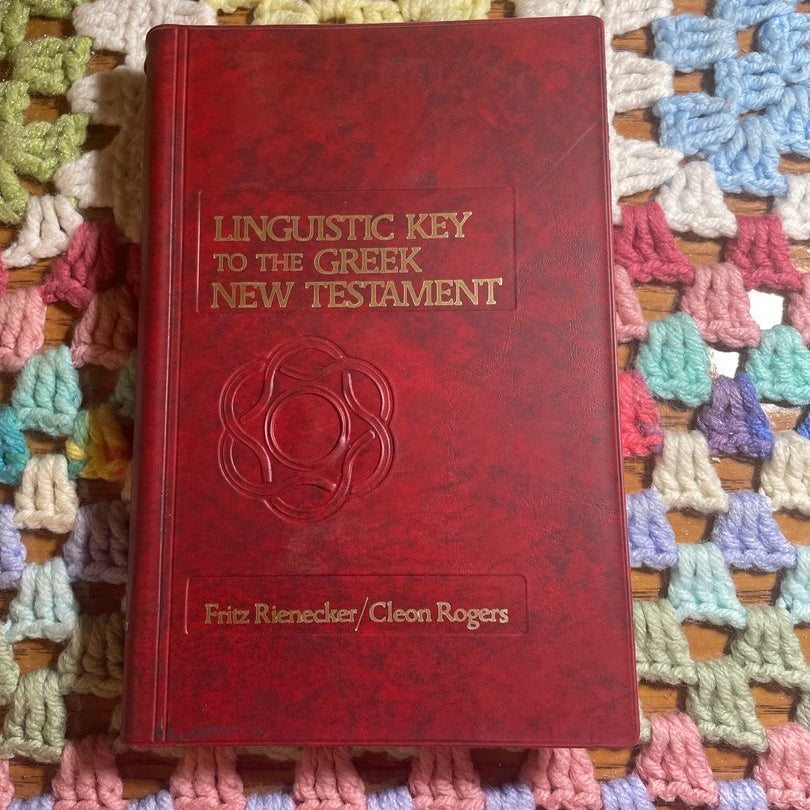 LINGUISTIC KEY
TO THE GREEK
NEW TESTAMENT
Fritz Rienecker/Cleon Rogers